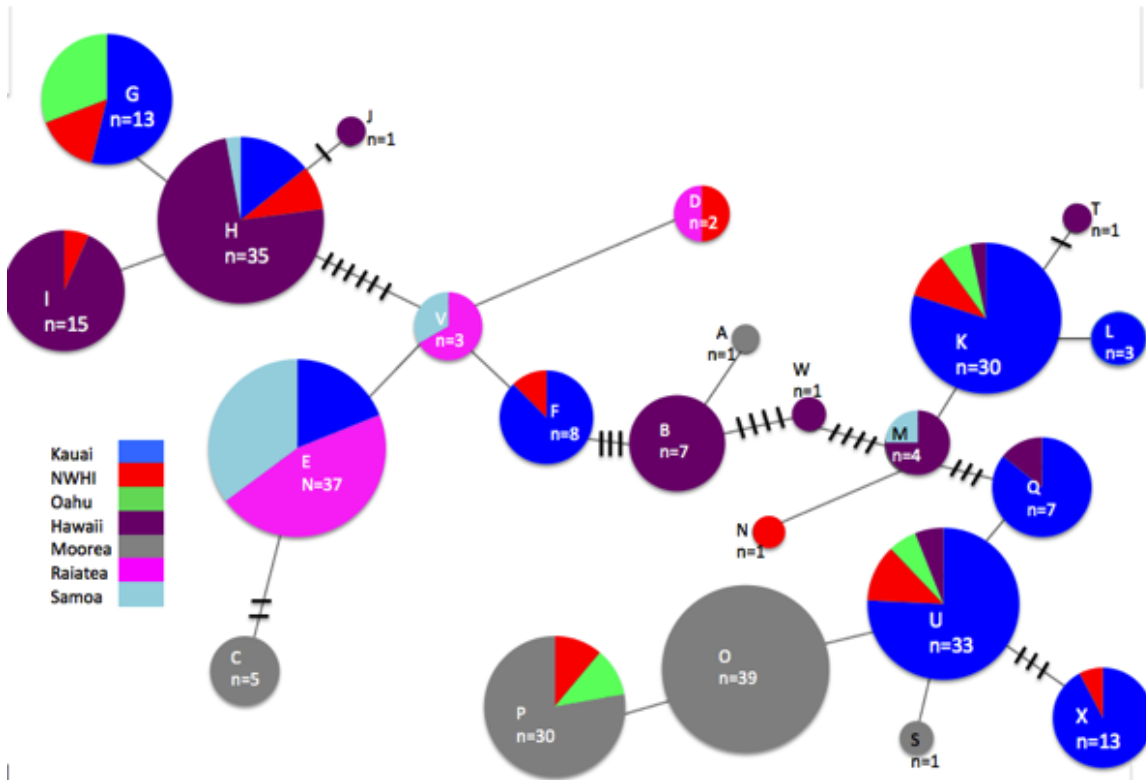 G
n=13
J
n=1
H
n=35
I
n=15
D
n=2
V
n=3
T
n=1
K
n=30
L
n=3
A
n=1
W
n=1
F
n=8
B
n=7
M
n=4
E
N=37
Q
n=7
N
n=1
Kauai
NWHI
Oahu
Hawaii
Moorea
Raiatea
Samoa
U
n=33
C
n=5
O
n=39
P
n=30
S
n=1
X
n=13